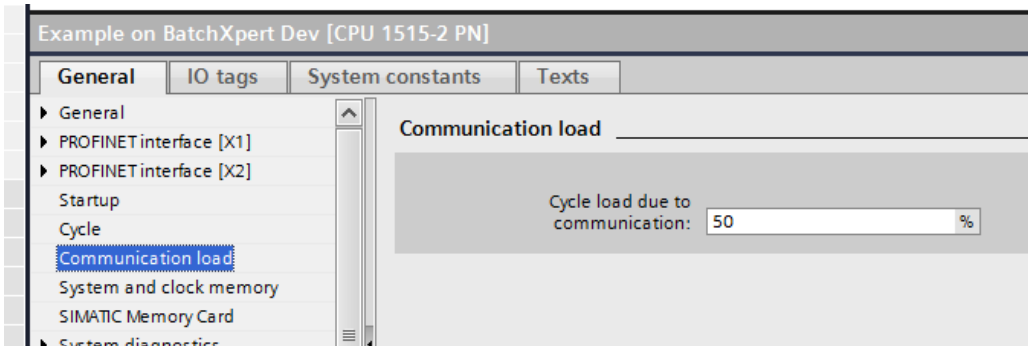 Example on BatchXpert Dev [CPU 1515-2 PN]
General IO tags System constants Texts
General
PROFINET interface [X1]
PROFINET interface [X2]
Startup
Cycle
Communication load
System and clock memory
SIMATIC Memory Card
System diagnostics
Communication load
Cycle load due to
communication: 50 %